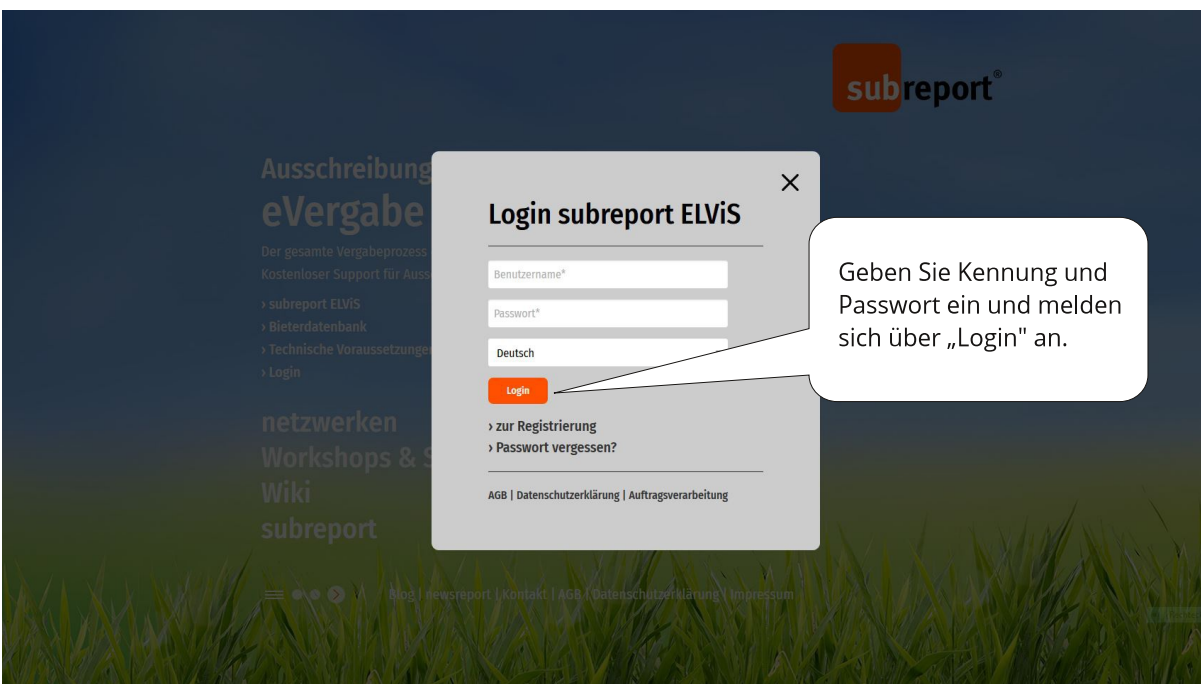 subreport®
Ausschreibung
eVergabe
Der gesamte Vergabeprozess
Kostenloser Support für Auss
› subreport ELViS
› Bieterdatenbank
› Technische Voraussetzungen
› Login
netzwerken
Workshops & S
Wiki
subreport
Login subreport ELViS
Benutzername*
Passwort*
Deutsch
Login
› zur Registrierung
› Passwort vergessen?
AGB | Datenschutzerklärung | Auftragsverarbeitung
Geben Sie Kennung und
Passwort ein und melden
sich über „Login" an.
Blog | newsreport | Kontakt | AGB | Datenschutzerklärung | Impressum